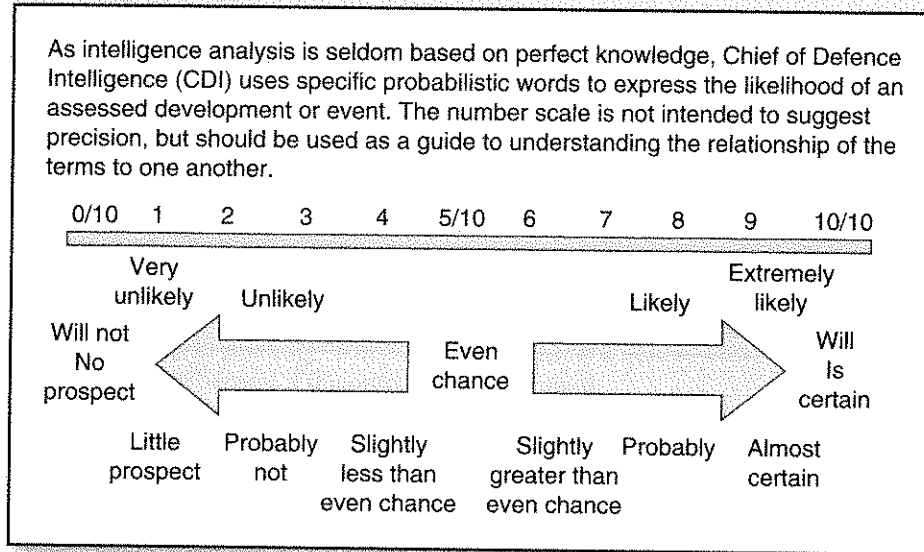 As intelligence analysis is seldom based on perfect knowledge, Chief of Defence
Intelligence (CDI) uses specific probabilistic words to express the likelihood of an
assessed development or event. The number scale is not intended to suggest
precision, but should be used as a guide to understanding the relationship of the
terms to one another.
0/10 1 2 3 4 5/10 6 7 8 9 10/10
Very
unlikely
Unlikely
Likely
Extremely
likely
Will not
No
prospect
Even
chance
Will
Is
certain
Little
prospect
Probably
not
Slightly
less than
even chance
Slightly
greater than
even chance
Probably
Almost
certain